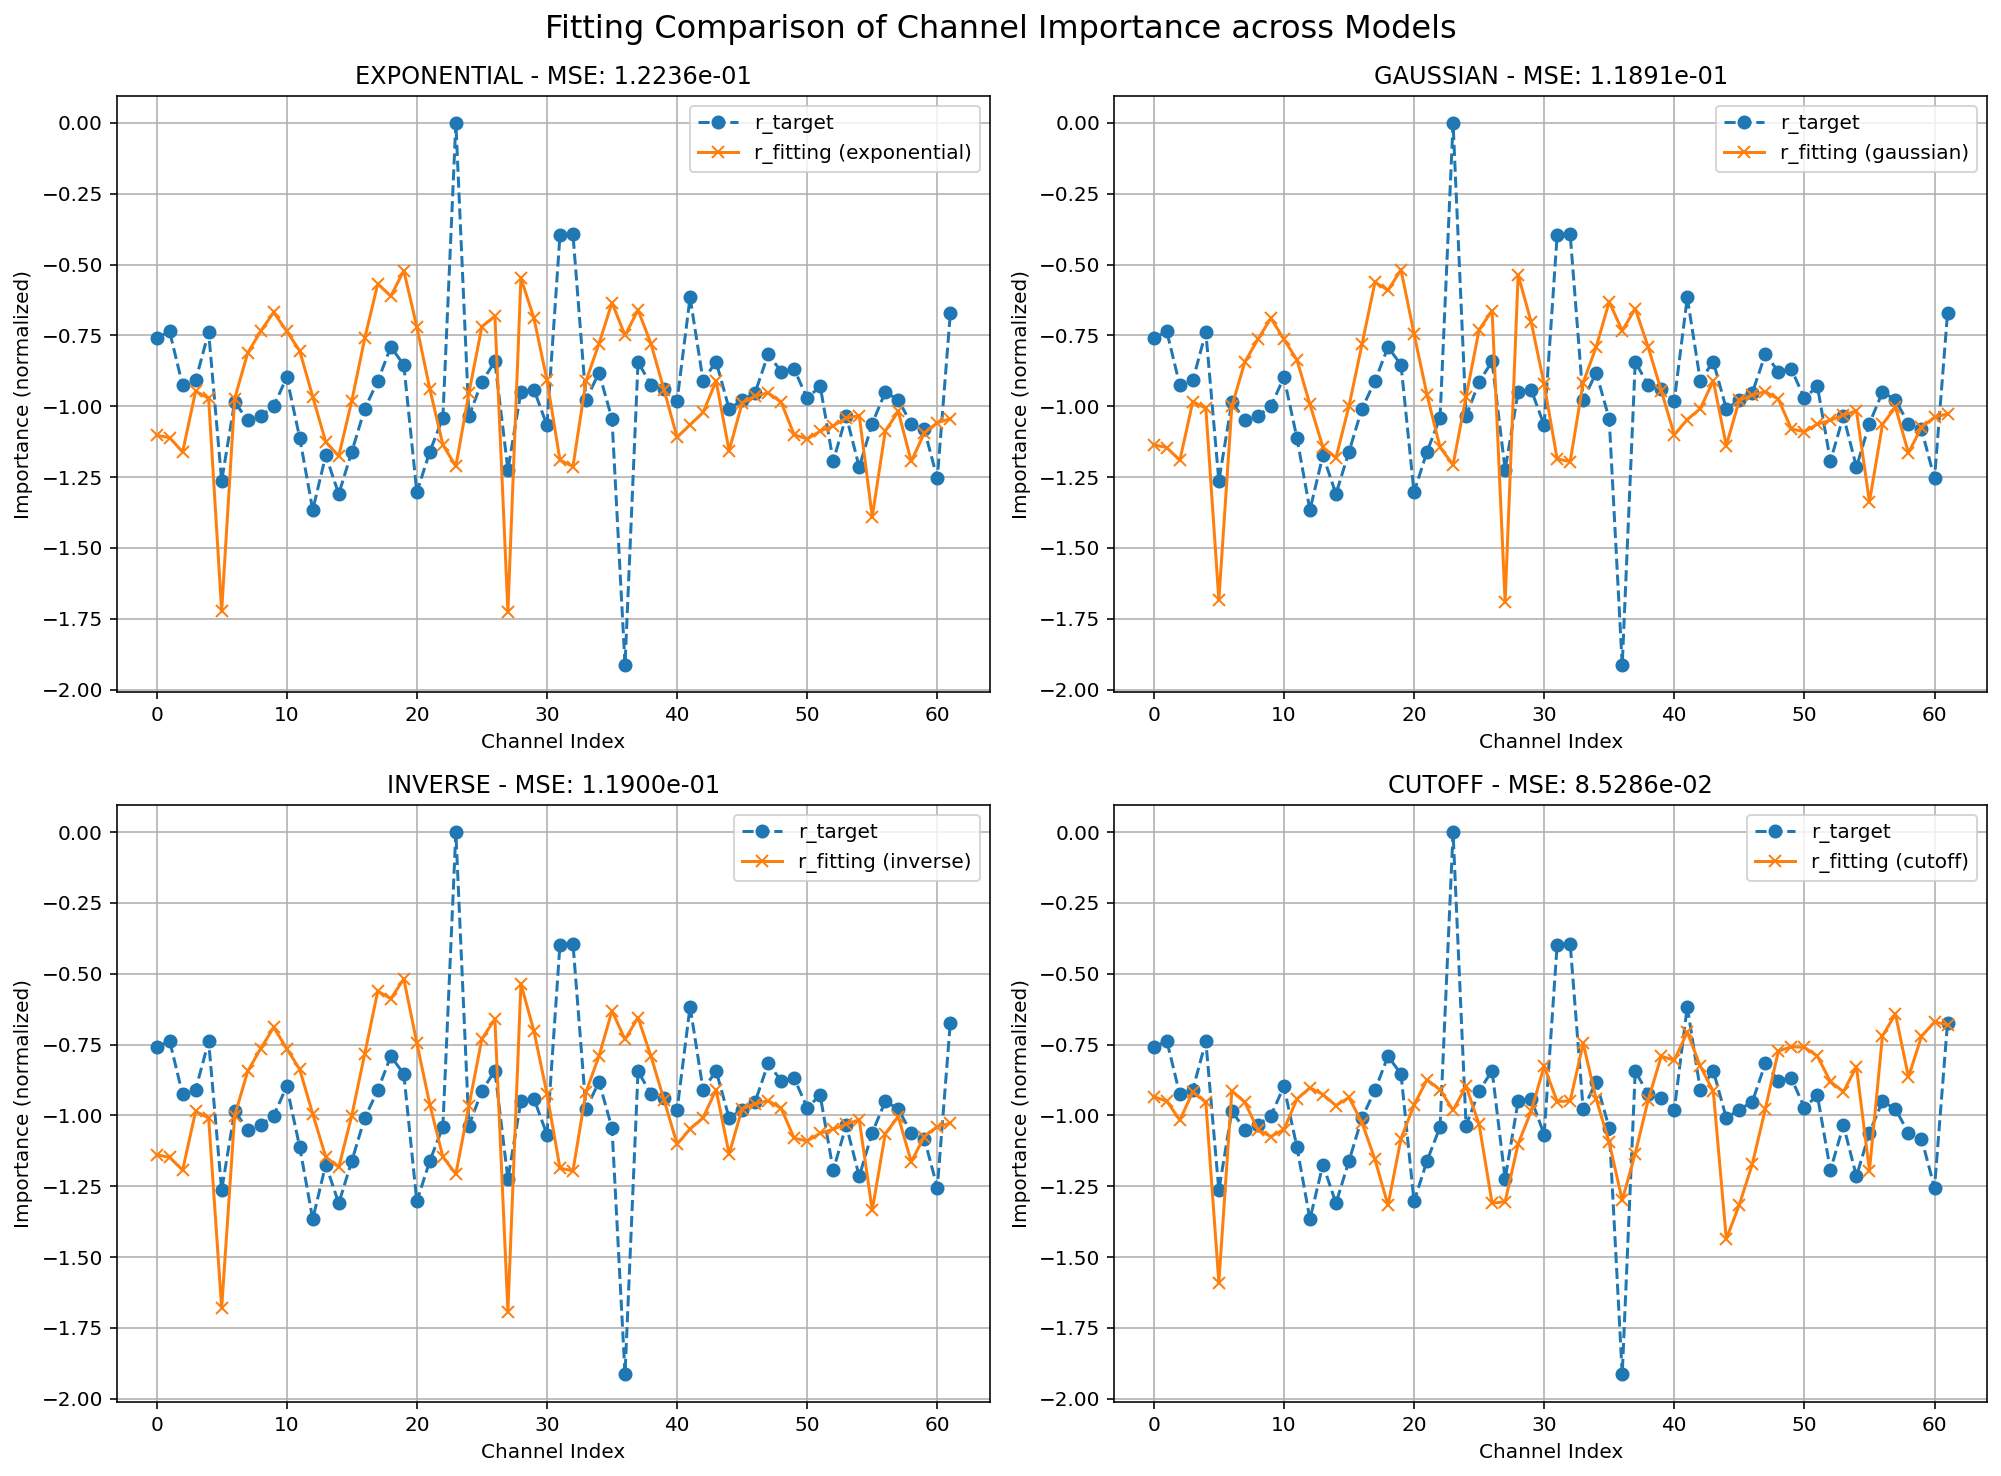 Fitting Comparison of Channel Importance across Models
EXPONENTIAL - MSE: 1.2236e-01
r_target
r_fitting (exponential)
0.00
−0.25
−0.50
−0.75
−1.00
−1.25
−1.50
−1.75
−2.00
Importance (normalized)
0 10 20 30 40 50 60
Channel Index
GAUSSIAN - MSE: 1.1891e-01
r_target
r_fitting (gaussian)
0.00
−0.25
−0.50
−0.75
−1.00
−1.25
−1.50
−1.75
−2.00
Importance (normalized)
0 10 20 30 40 50 60
Channel Index
INVERSE - MSE: 1.1900e-01
r_target
r_fitting (inverse)
0.00
−0.25
−0.50
−0.75
−1.00
−1.25
−1.50
−1.75
−2.00
Importance (normalized)
0 10 20 30 40 50 60
Channel Index
CUTOFF - MSE: 8.5286e-02
r_target
r_fitting (cutoff)
0.00
−0.25
−0.50
−0.75
−1.00
−1.25
−1.50
−1.75
−2.00
Importance (normalized)
0 10 20 30 40 50 60
Channel Index